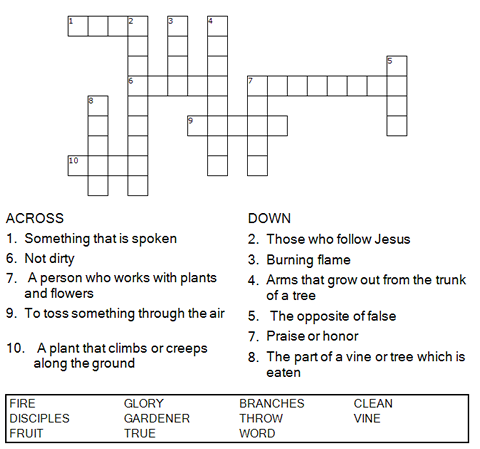 1 2 3 4
5
6 7
8
9
10
ACROSS
1. Something that is spoken
6. Not dirty
7. A person who works with plants
and flowers
9. To toss something through the air
10. A plant that climbs or creeps
along the ground
DOWN
2. Those who follow Jesus
3. Burning flame
4. Arms that grow out from the trunk
of a tree
5. The opposite of false
7. Praise or honor
8. The part of a vine or tree which is
eaten
FIRE GLORY BRANCHES CLEAN
DISCIPLES GARDENER THROW VINE
FRUIT TRUE WORD